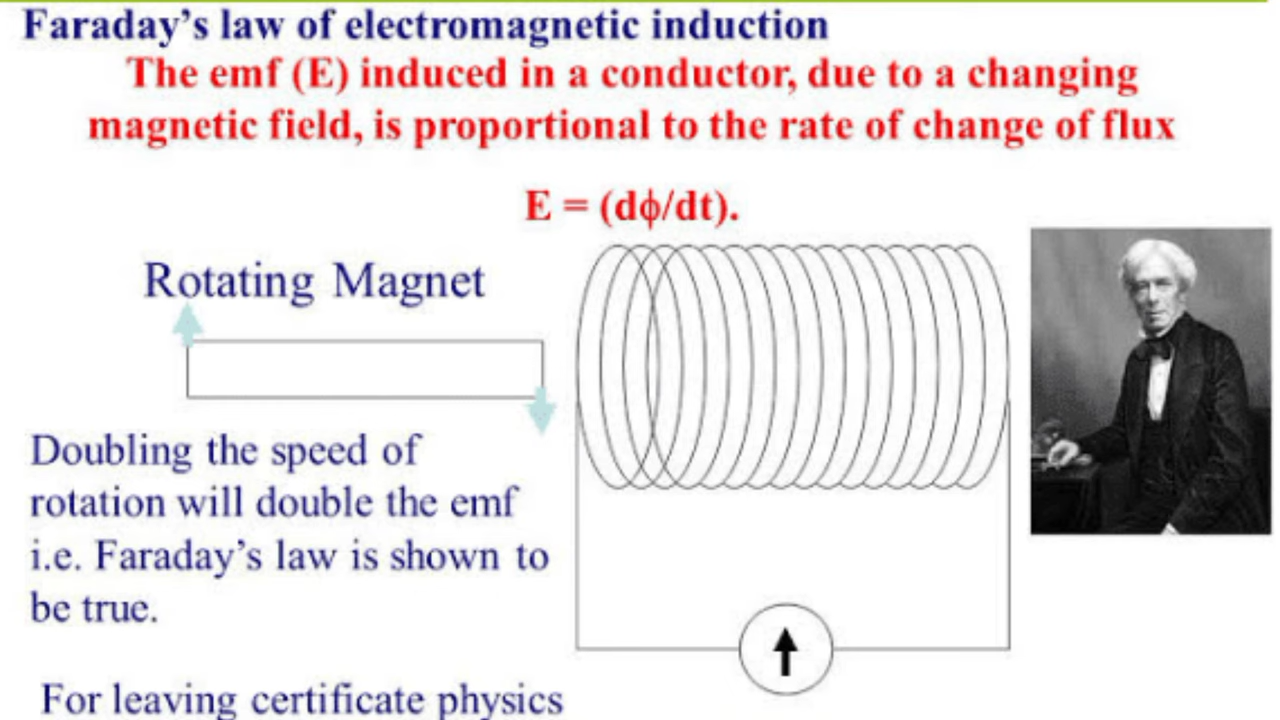 Faraday’s law of electromagnetic induction
The emf (E) induced in a conductor, due to a changing
magnetic field, is proportional to the rate of change of flux
E = (dϕ/dt).
Rotating Magnet
Doubling the speed of
rotation will double the emf
i.e. Faraday’s law is shown to
be true.
For leaving certificate physics